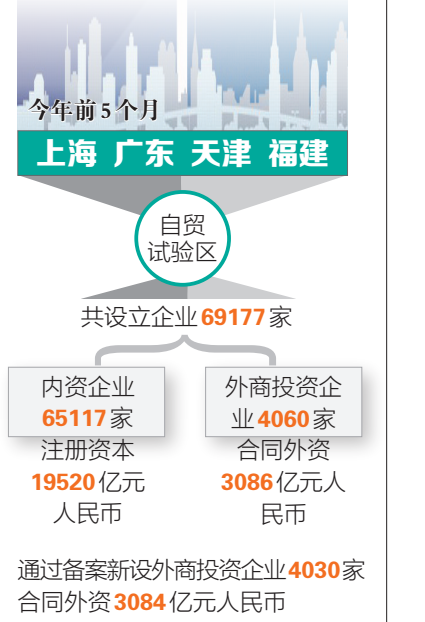 今年前5个月
上海 广东 天津 福建
自贸
试验区
共设立企业69177家
内资企业
65117家
注册资本
19520亿元
人民币
外商投资企
业4060家
合同外资
3086亿元人
民币
通过备案新设外商投资企业4030家
合同外资3084亿元人民币